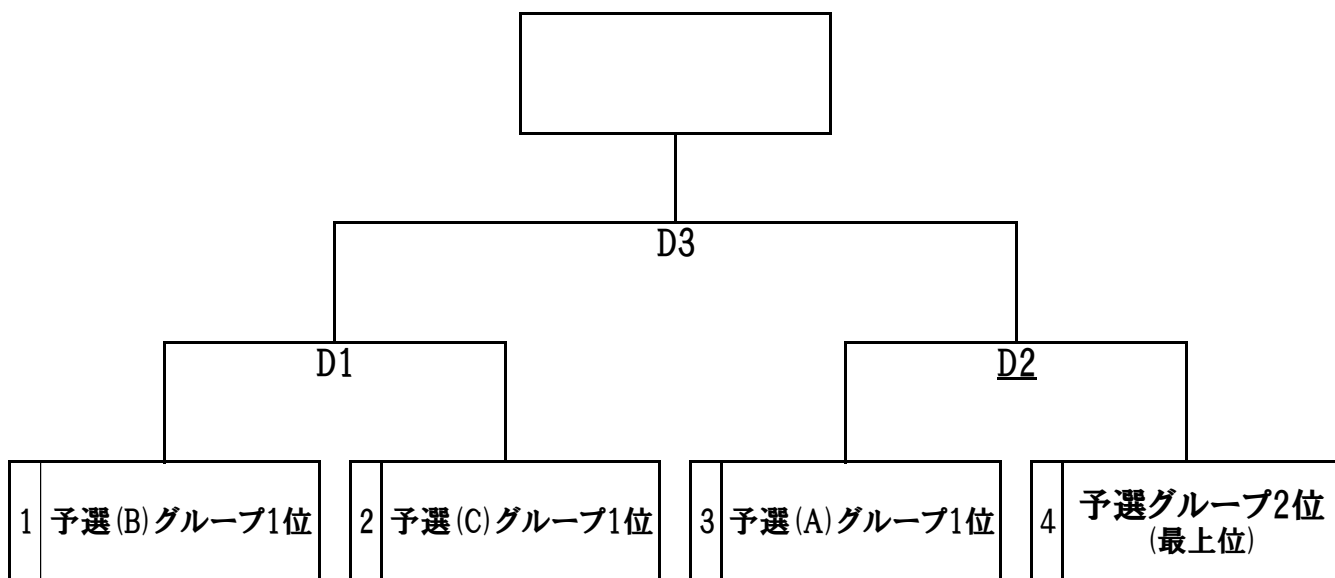 D3
D1
D2
1 予選(B)グループ1位
2 予選(C)グループ1位
3 予選(A)グループ1位
4 予選グループ2位
(最上位)